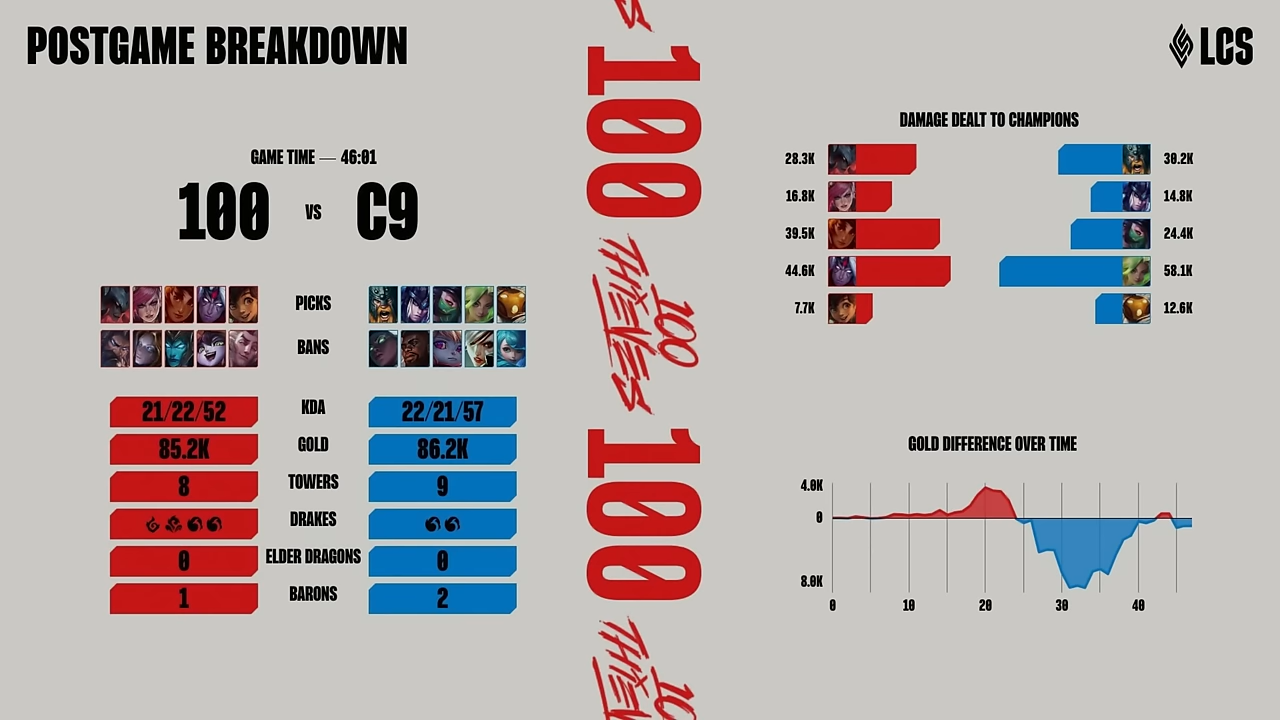 POSTGAME BREAKDOWN
LCS
GAME TIME — 46:01
100 VS C9
PICKS
BANS
21/22/52 KDA 22/21/57
85.2K GOLD 86.2K
8 TOWERS 9
DRAKES
0 ELDER DRAGONS 0
1 BARONS 2
S
100
100 THIEVES
100
100 THIEV
DAMAGE DEALT TO CHAMPIONS
28.3K 30.2K
16.8K 14.8K
39.5K 24.4K
44.6K 58.1K
7.7K 12.6K
GOLD DIFFERENCE OVER TIME
4.0K
0
8.0K
0 10 20 30 40